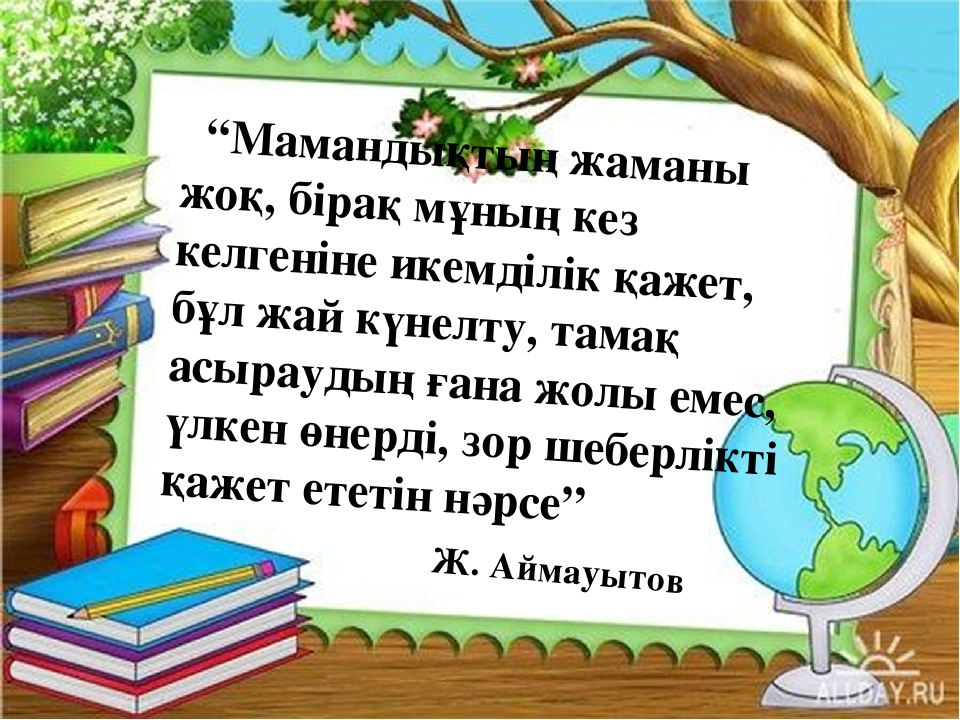 “Мамандықтың жаманы
жоқ, бірақ мұның кез
келгеніне икемділік қажет,
бұл жай күнелту, тамақ
асыраудың ғана жолы емес,
үлкен өнерді, зор шеберлікті
қажет ететін нәрсе”
Ж. Аймауытов
ALLDAY.RU